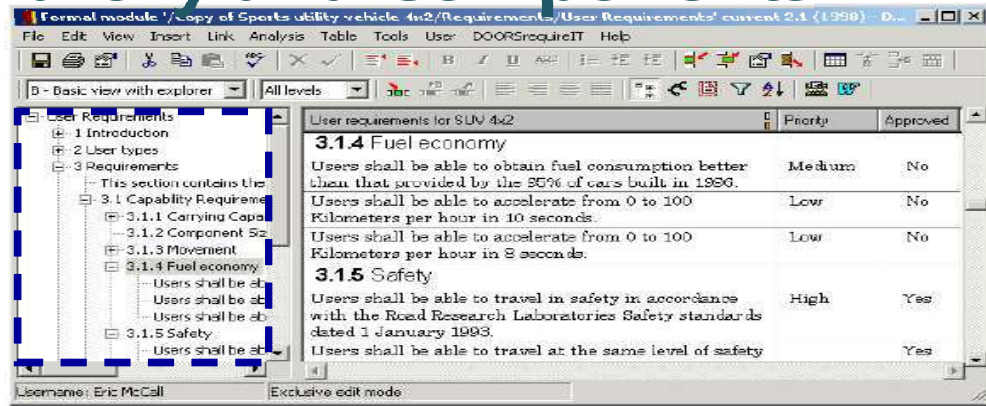 Formal module '/Copy of Sports utility vehicle 4x2/Requirements/User Requirements' current 2.1 (1998) - D...
File Edit View Insert Link Analysis Table Tools User DOORSrequireIT Help
B - Basic view with explorer All levels
User Requirements
1 Introduction
2 User types
3 Requirements
This section contains the
3.1 Capability Requireme
3.1.1 Carrying Capa
3.1.2 Component Siz
3.1.3 Movement
3.1.4 Fuel economy
Users shall be ab
Users shall be ab
Users shall be ab
3.1.5 Safety
Users shall be ab
User requirements for SUV 4x2 Priority Approved
3.1.4 Fuel economy
Users shall be able to obtain fuel consumption better Medium No
than that provided by the 95% of cars built in 1996.
Users shall be able to accelerate from 0 to 100 Low No
Kilometers per hour in 10 seconds.
Users shall be able to accelerate from 0 to 100 Low No
Kilometers per hour in 8 seconds.
3.1.5 Safety
Users shall be able to travel in safety in accordance High Yes
with the Road Research Laboratories Safety standards
dated 1 January 1993.
Users shall be able to travel at the same level of safety Yes
Username: Eric McCall Exclusive edit mode